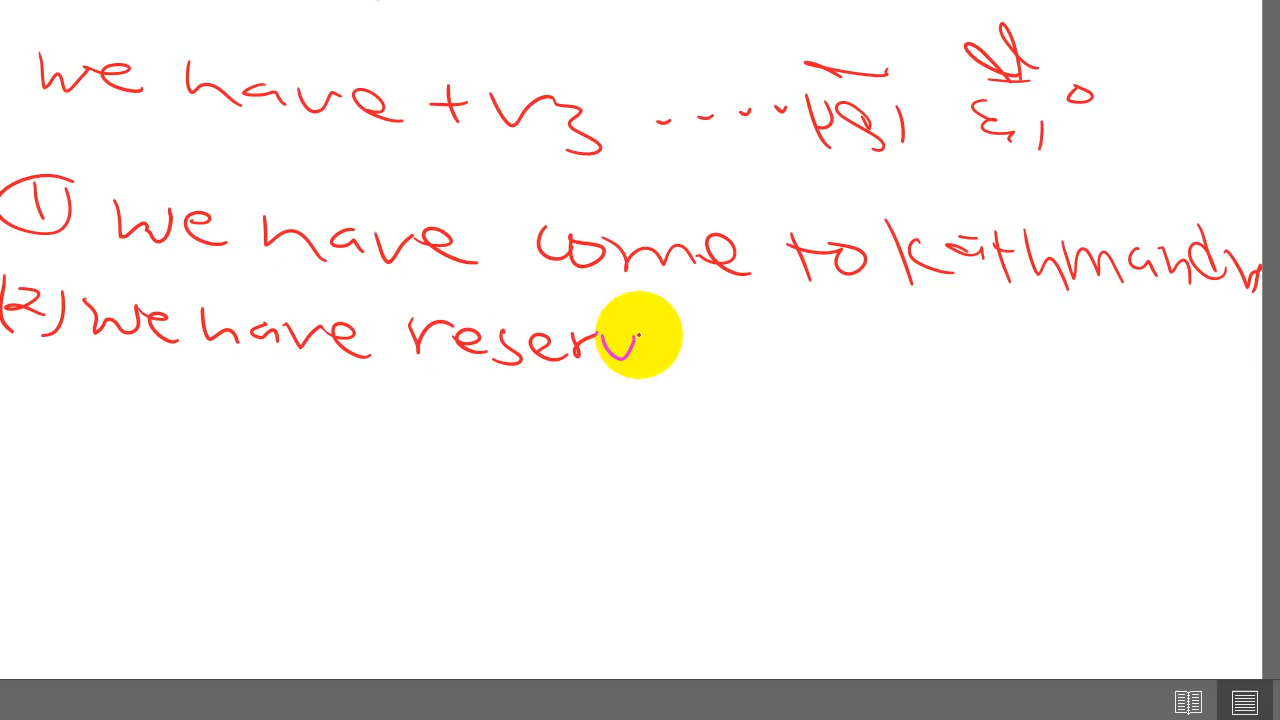 we have + v3 .....
① we have come to Kathmandu
(2) we have reserv